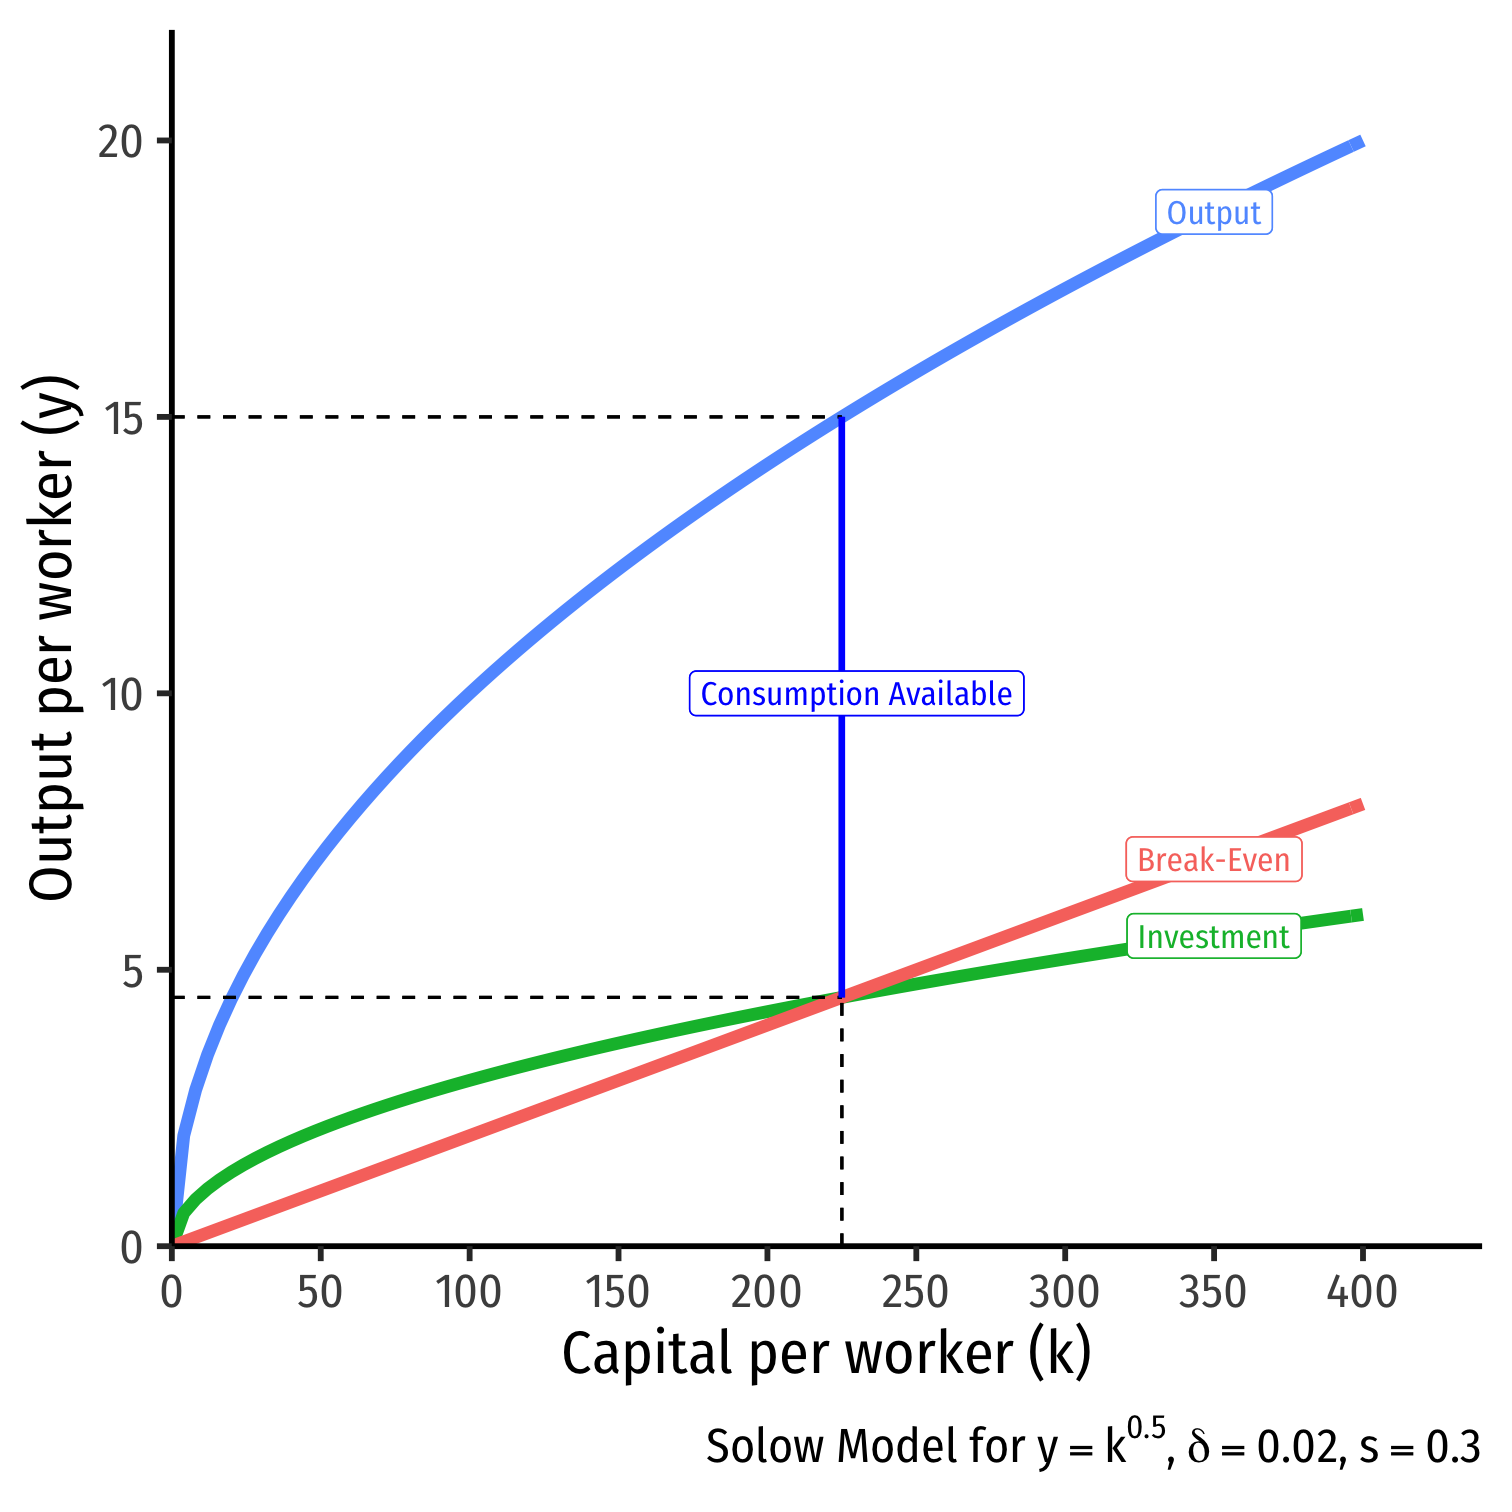 Output per worker (y)
20
15
10
5
0
Output
Consumption Available
Break-Even
Investment
0 50 100 150 200 250 300 350 400
Capital per worker (k)
Solow Model for y = k^0.5, δ = 0.02, s = 0.3